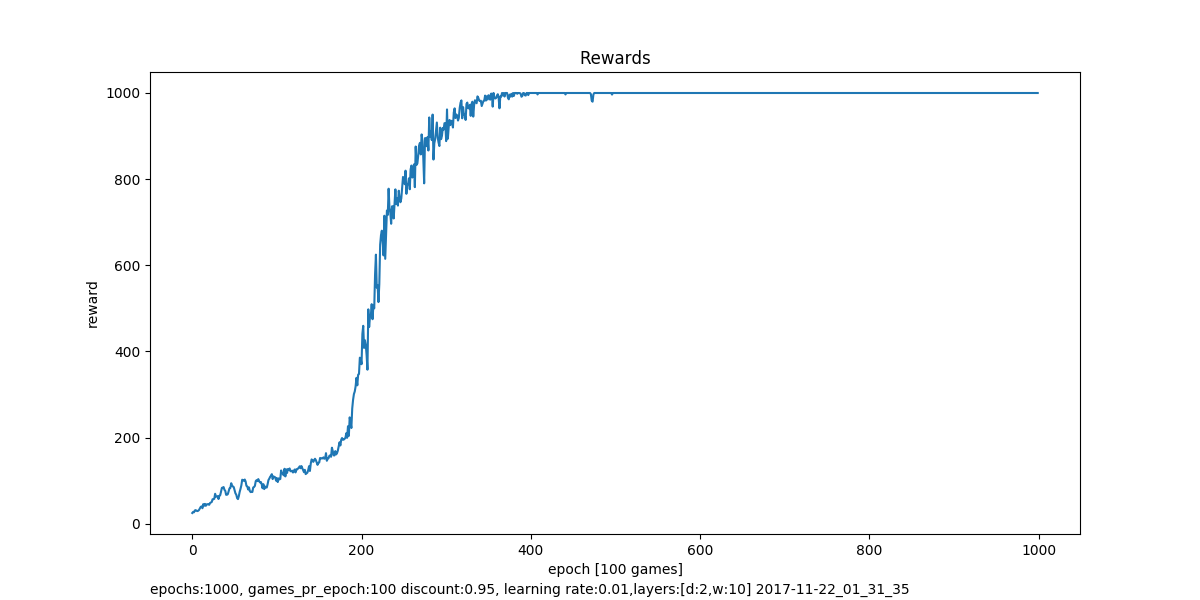 Rewards
1000
800
600
400
200
0
reward
0 200 400 600 800 1000
epoch [100 games]
epochs:1000, games_pr_epoch:100 discount:0.95, learning rate:0.01,layers:[d:2,w:10] 2017-11-22_01_31_35